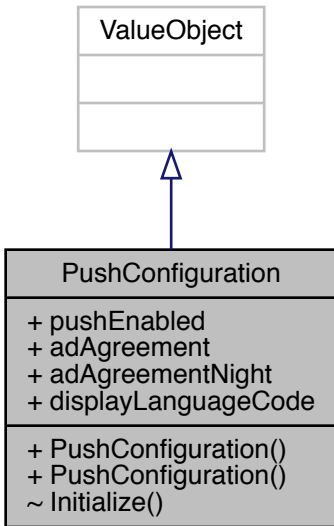 ValueObject
PushConfiguration
+ pushEnabled
+ adAgreement
+ adAgreementNight
+ displayLanguageCode
+ PushConfiguration()
+ PushConfiguration()
~ Initialize()